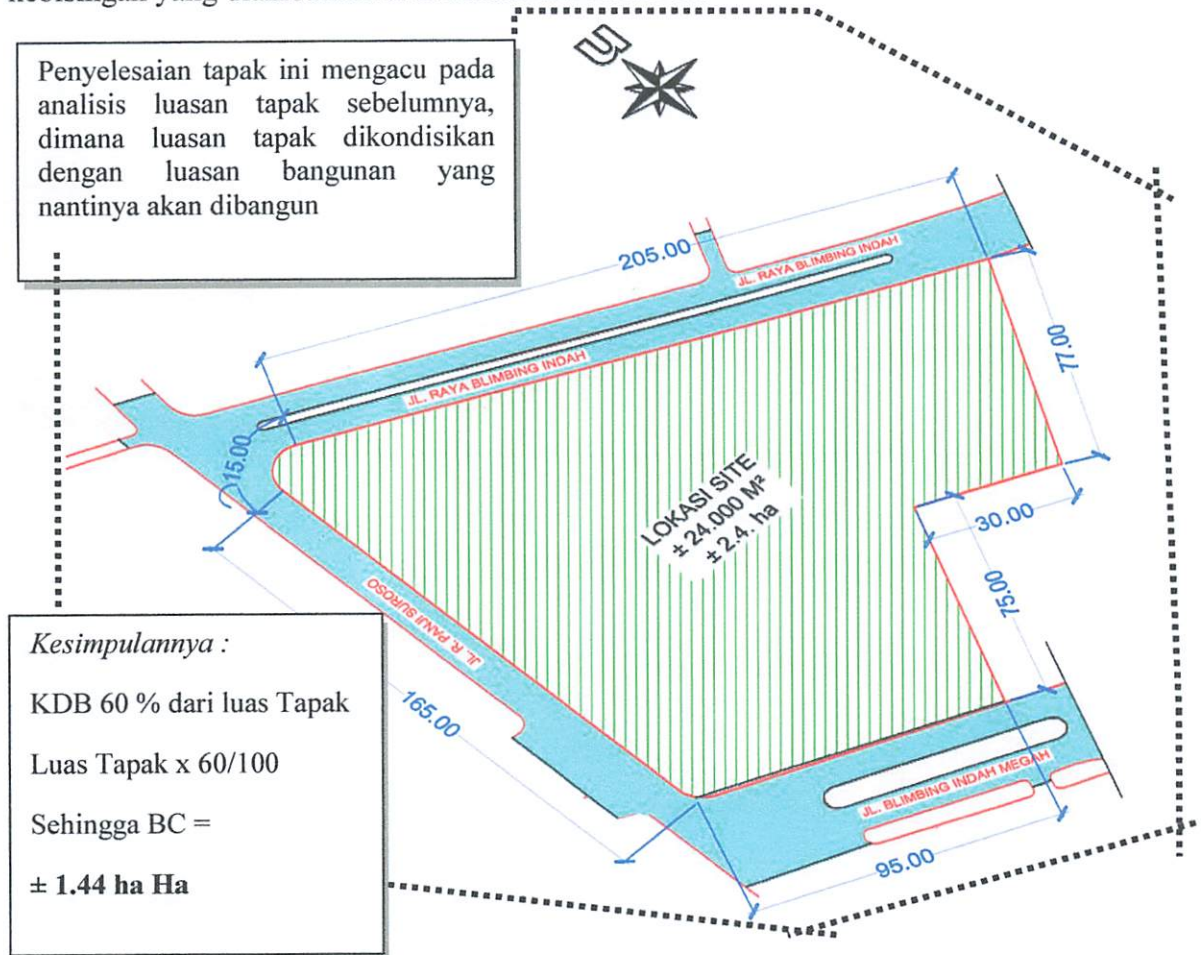 Penyelesaian tapak ini mengacu pada
analisis luasan tapak sebelumnya,
dimana luasan tapak dikondisikan
dengan luasan bangunan yang
nantinya akan dibangun
U
205.00
JL. RAYA BLIMBING INDAH
JL. RAYA BLIMBING INDAH
77.00
15.00
LOKASI SITE
± 24.000 M²
± 2.4. ha
30.00
75.00
JL. R. PANJI SUROSO
165.00
JL. BLIMBING INDAH MEGAH
95.00
Kesimpulannya :
KDB 60 % dari luas Tapak
Luas Tapak x 60/100
Sehingga BC =
± 1.44 ha Ha